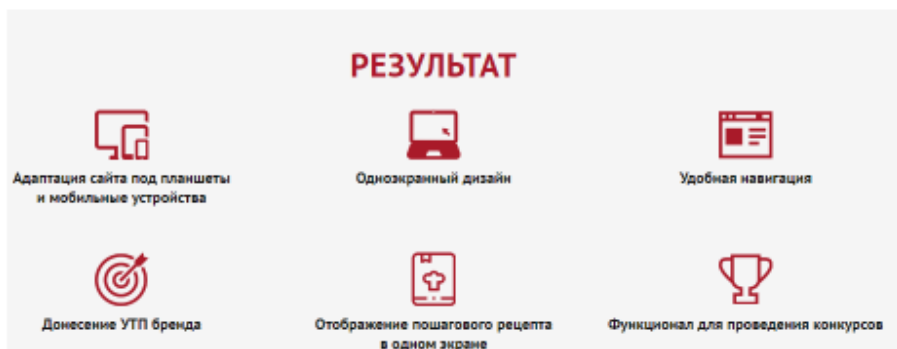 РЕЗУЛЬТАТ
Адаптация сайта под планшеты
и мобильные устройства
Одноэкранный дизайн
Удобная навигация
Донесение УТП бренда
Отображение пошагового рецепта
в одном экране
Функционал для проведения конкурсов